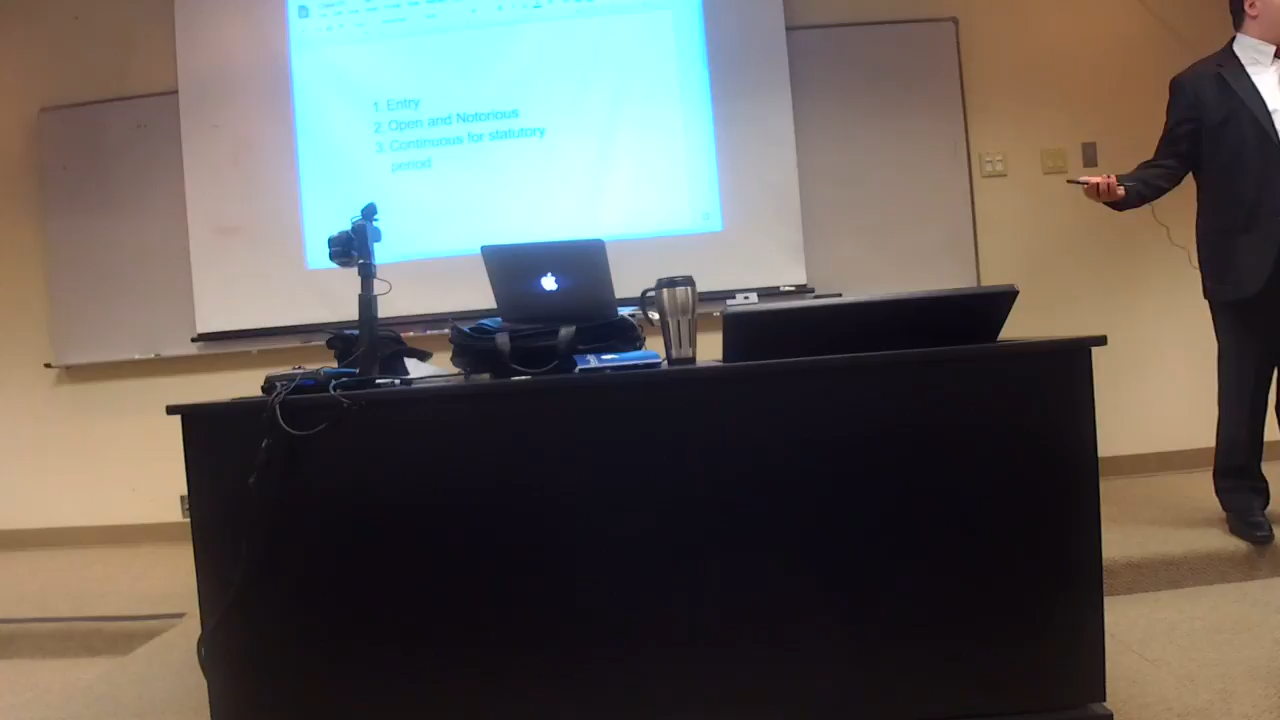 1. Entry
2. Open and Notorious
3. Continuous for statutory
period